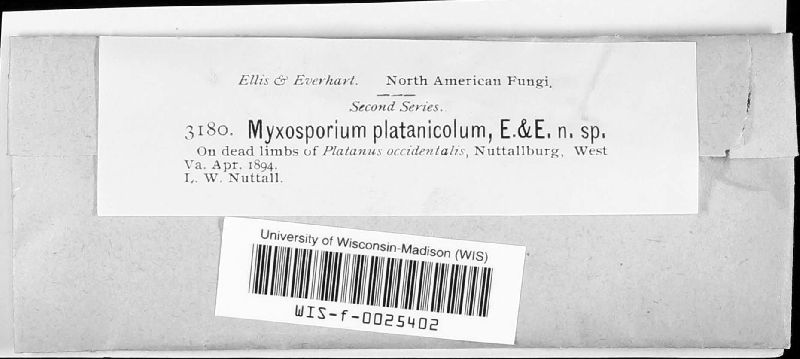 Ellis & Everhart. North American Fungi.
Second Series.
3180. Myxosporium platanicolum, E.&E. n. sp.
On dead limbs of Platanus occidentalis, Nuttallburg, West
Va. Apr. 1894.
L. W. Nuttall.
University of Wisconsin-Madison (WIS)
WIS-f-0025402